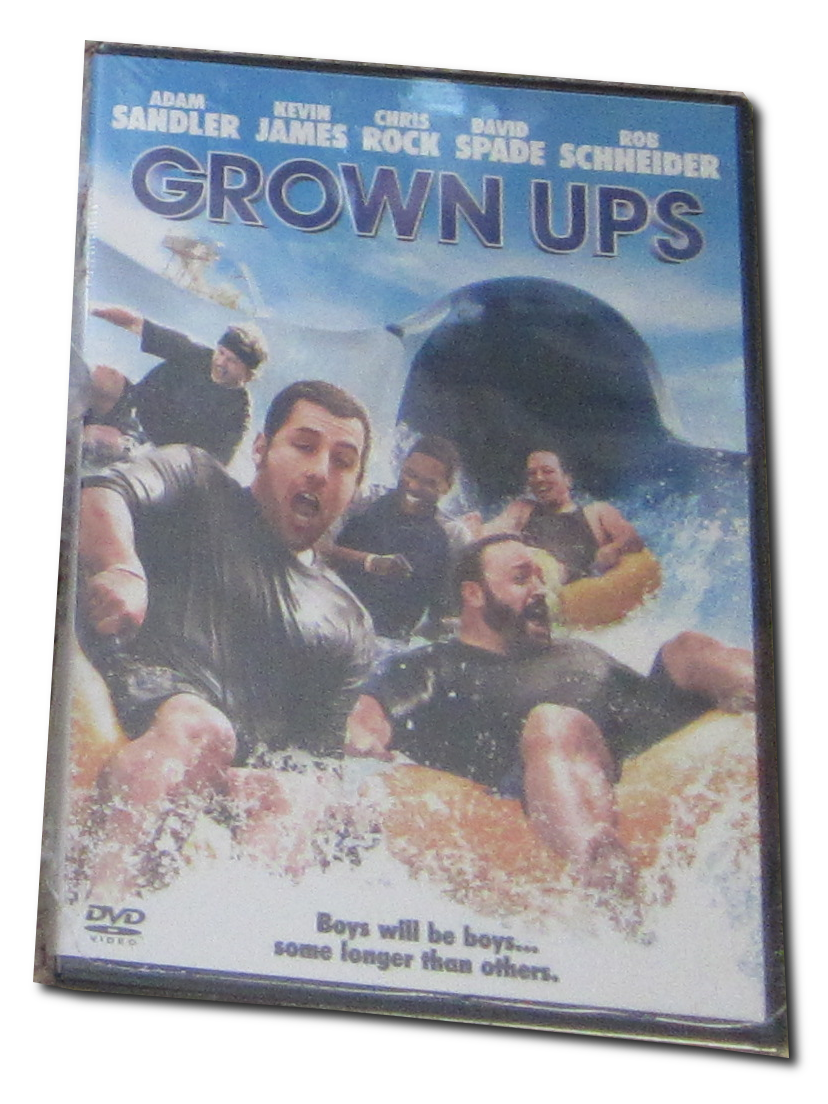 ADAM SANDLER KEVIN JAMES CHRIS ROCK DAVID SPADE ROB SCHNEIDER
GROWN UPS
DVD
VIDEO
Boys will be boys...
some longer than others.